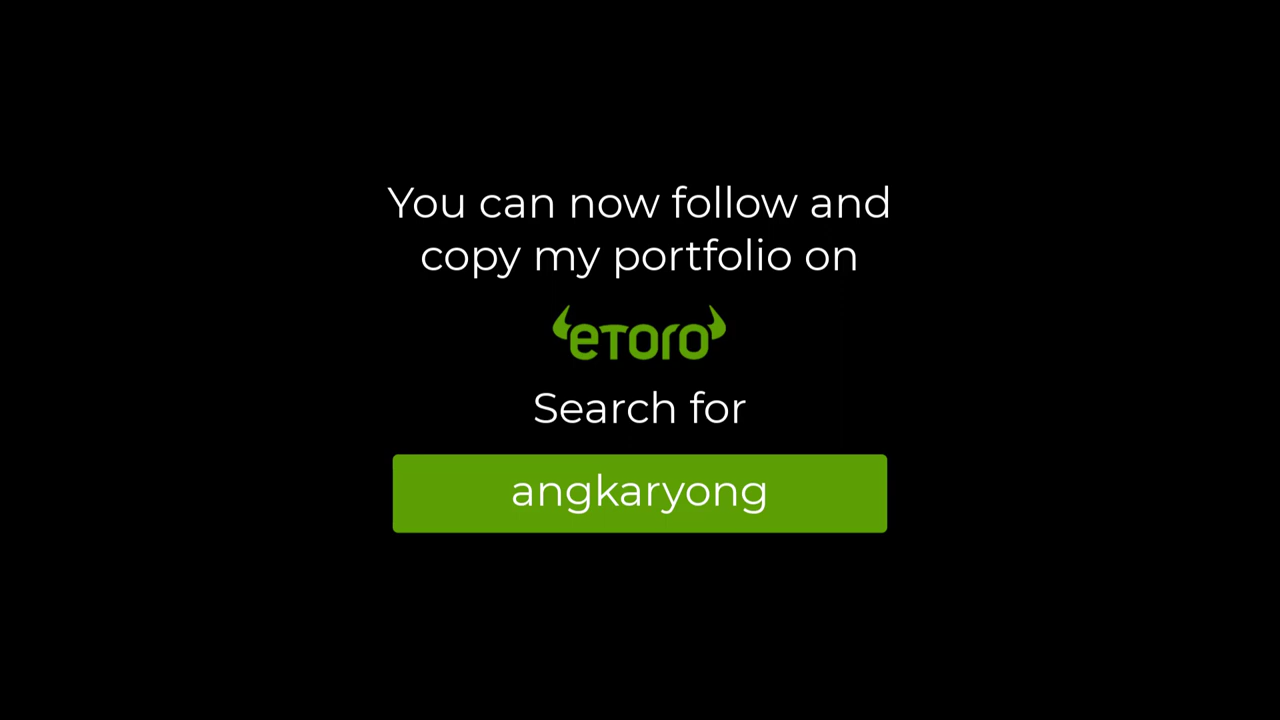 You can now follow and
copy my portfolio on
eToro
Search for
angkaryong